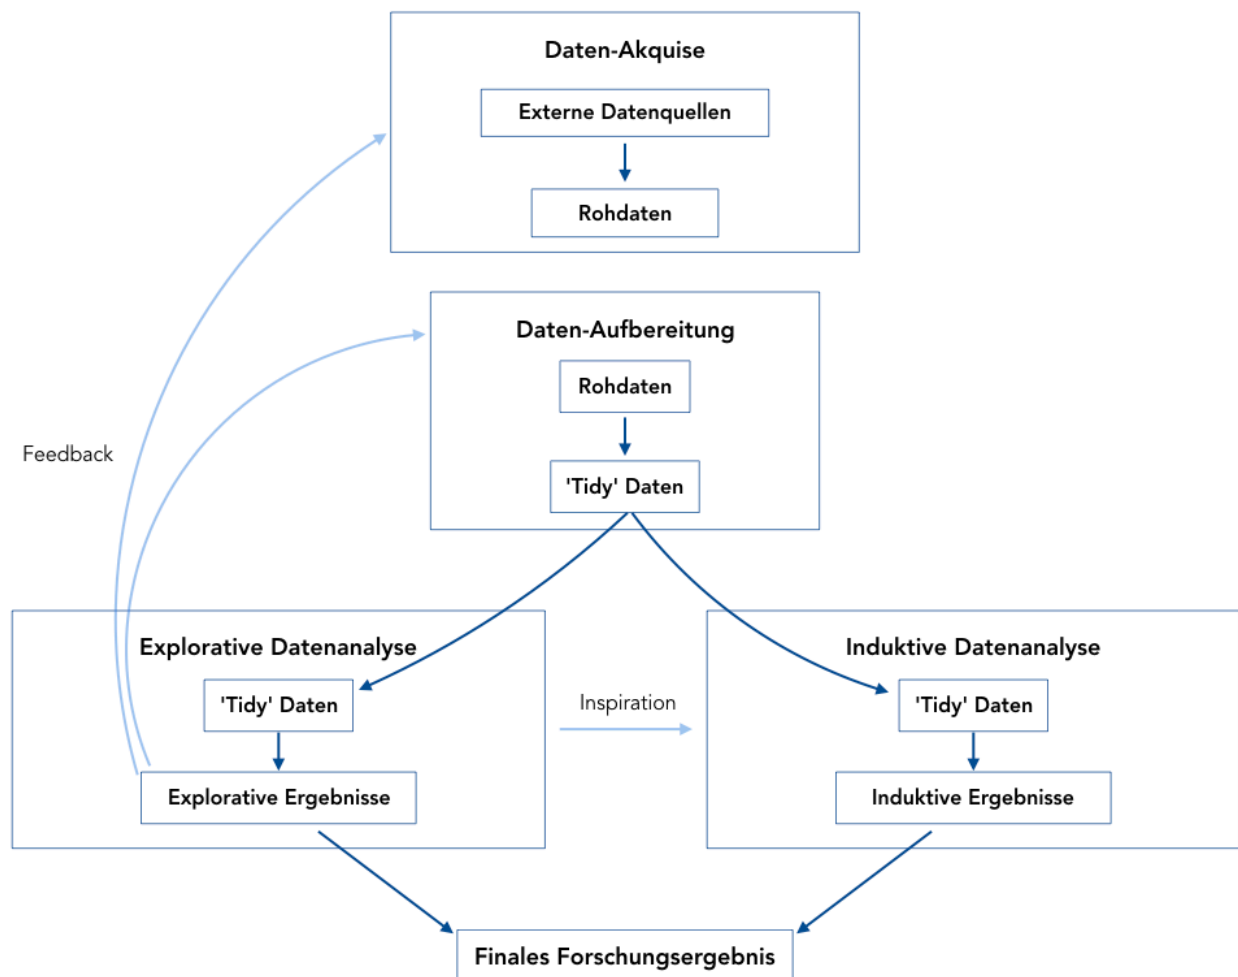 Daten-Akquise
Externe Datenquellen
Rohdaten
Daten-Aufbereitung
Rohdaten
'Tidy' Daten
Feedback
Explorative Datenanalyse
'Tidy' Daten
Explorative Ergebnisse
Inspiration
Induktive Datenanalyse
'Tidy' Daten
Induktive Ergebnisse
Finales Forschungsergebnis